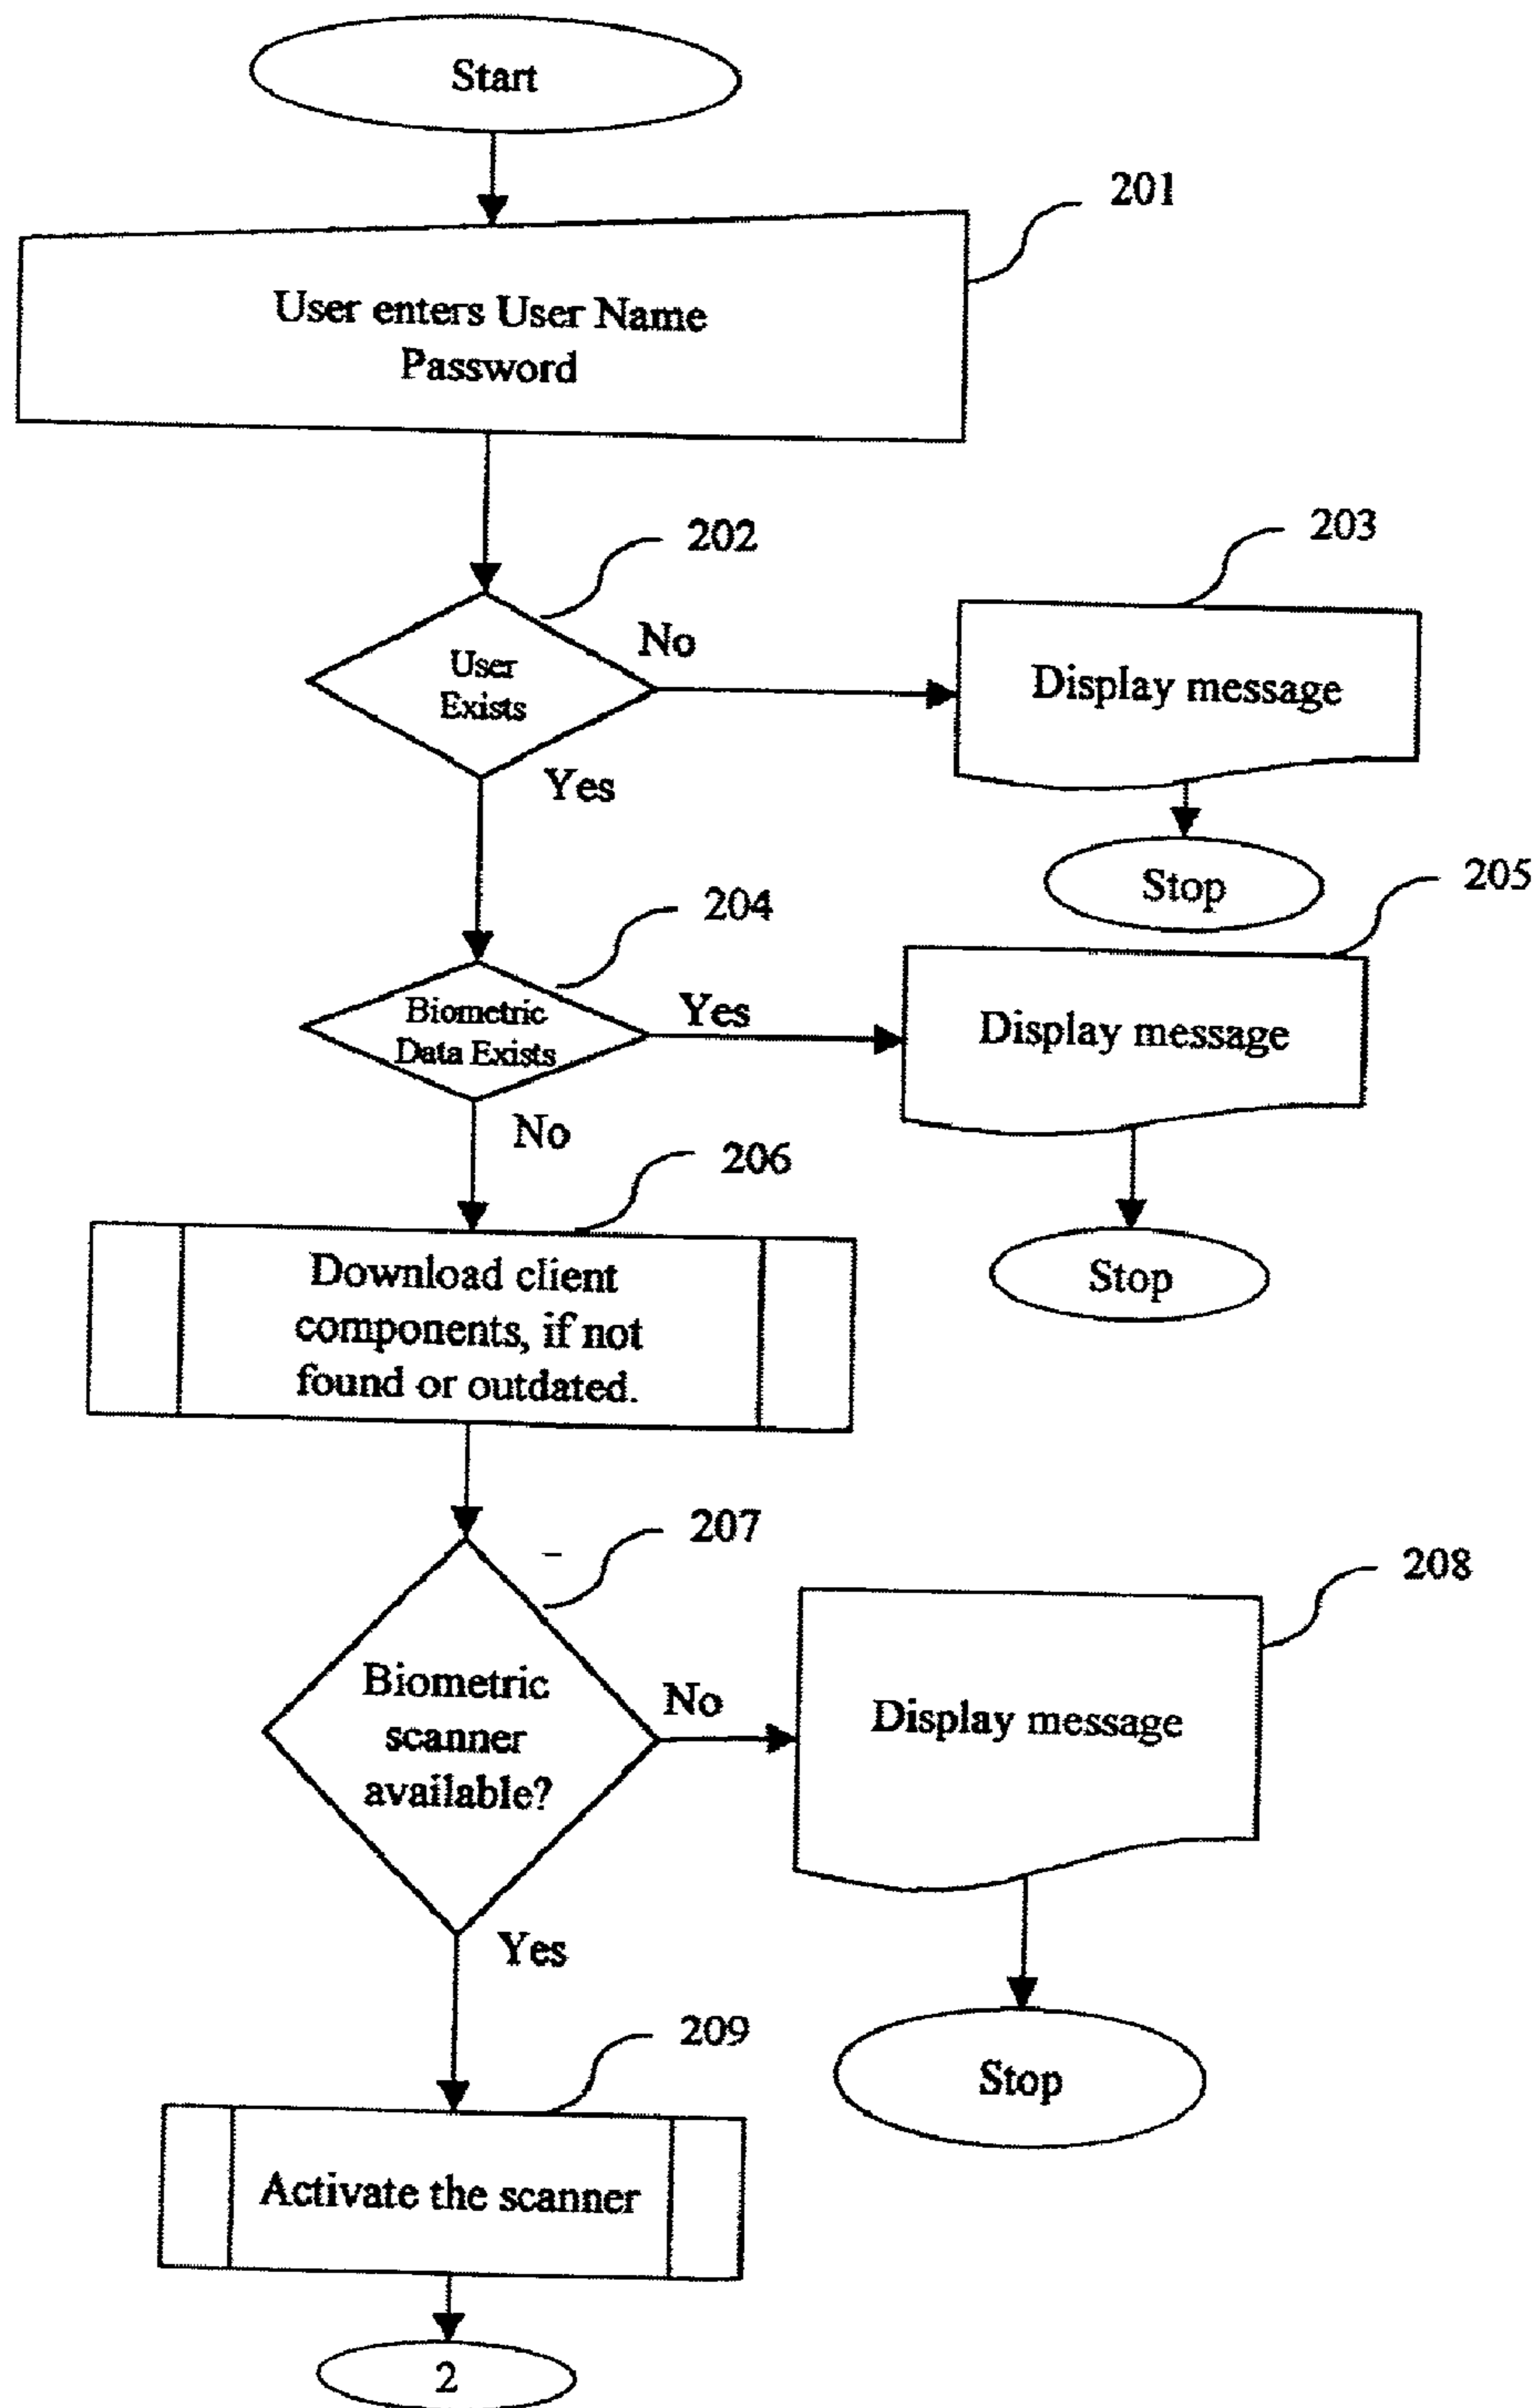 Start
201
User enters User Name
Password
202
203
No
User
Exists
Display message
Yes
Stop
204
205
Biometric
Data Exists
Yes
Display message
No
206
Stop
Download client
components, if not
found or outdated.
207
208
Biometric
scanner
available?
No
Display message
Yes
209
Stop
Activate the scanner
2